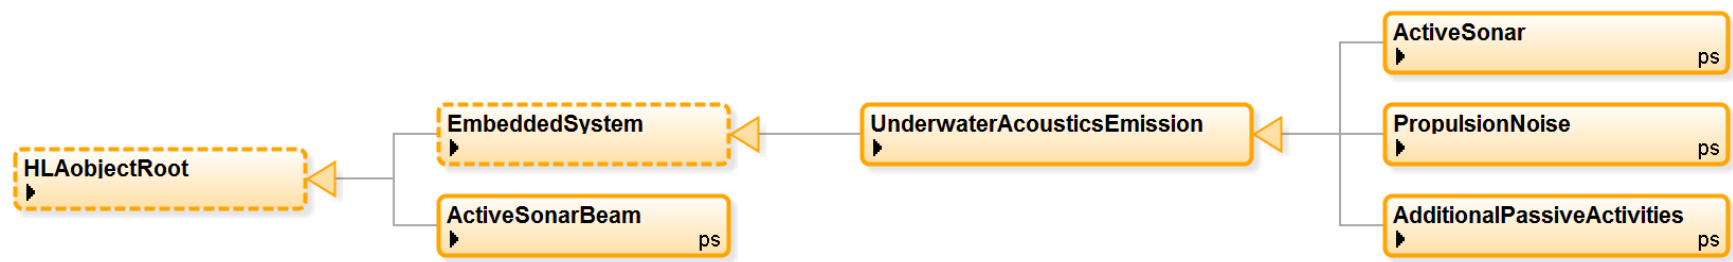 HLAobjectRoot
EmbeddedSystem
ActiveSonarBeam
ps
UnderwaterAcousticsEmission
ActiveSonar
ps
PropulsionNoise
ps
AdditionalPassiveActivities
ps